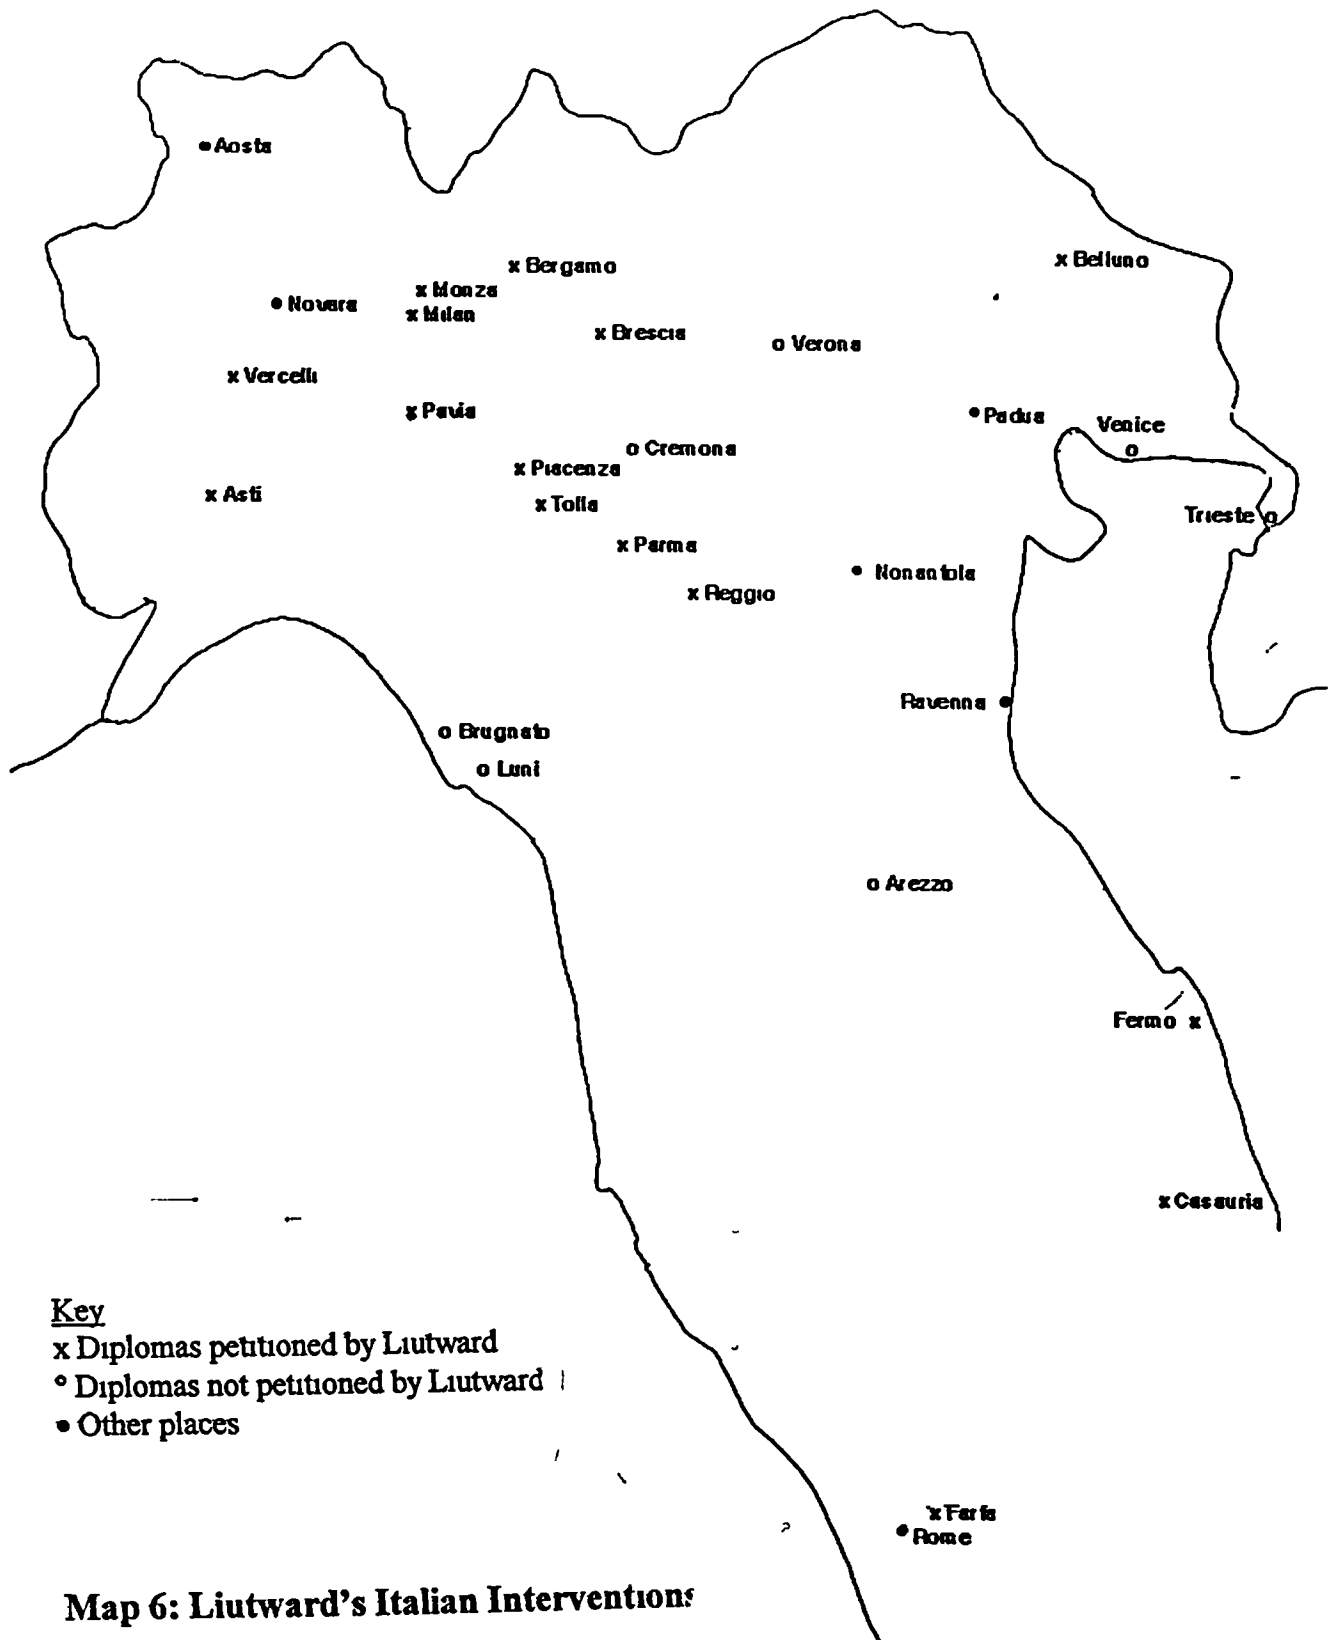 Aosta
x Bergamo
x Belluno
x Monza
Novara
x Milan
x Brescia
o Verona
x Vercelli
x Pavia
Padua
Venice
o
o Cremona
x Piacenza
x Asti
x Tolla
Trieste o
x Parma
Nonantola
x Reggio
Ravenna
o Brugnato
o Luni
o Arezzo
Fermo x
x Casauria
Key
x Diplomas petitioned by Liutward
o Diplomas not petitioned by Liutward
● Other places
x Farfa
Rome
Map 6: Liutward's Italian Interventions